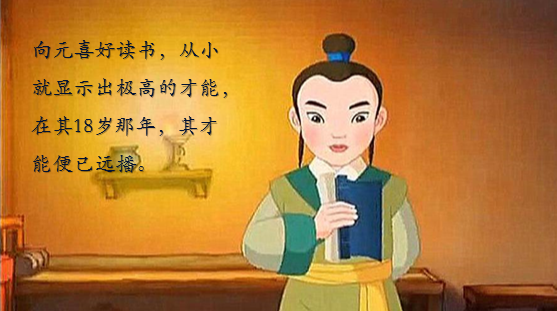 向元喜好读书，从小
就显示出极高的才能，
在其18岁那年，其才
能便已远播。